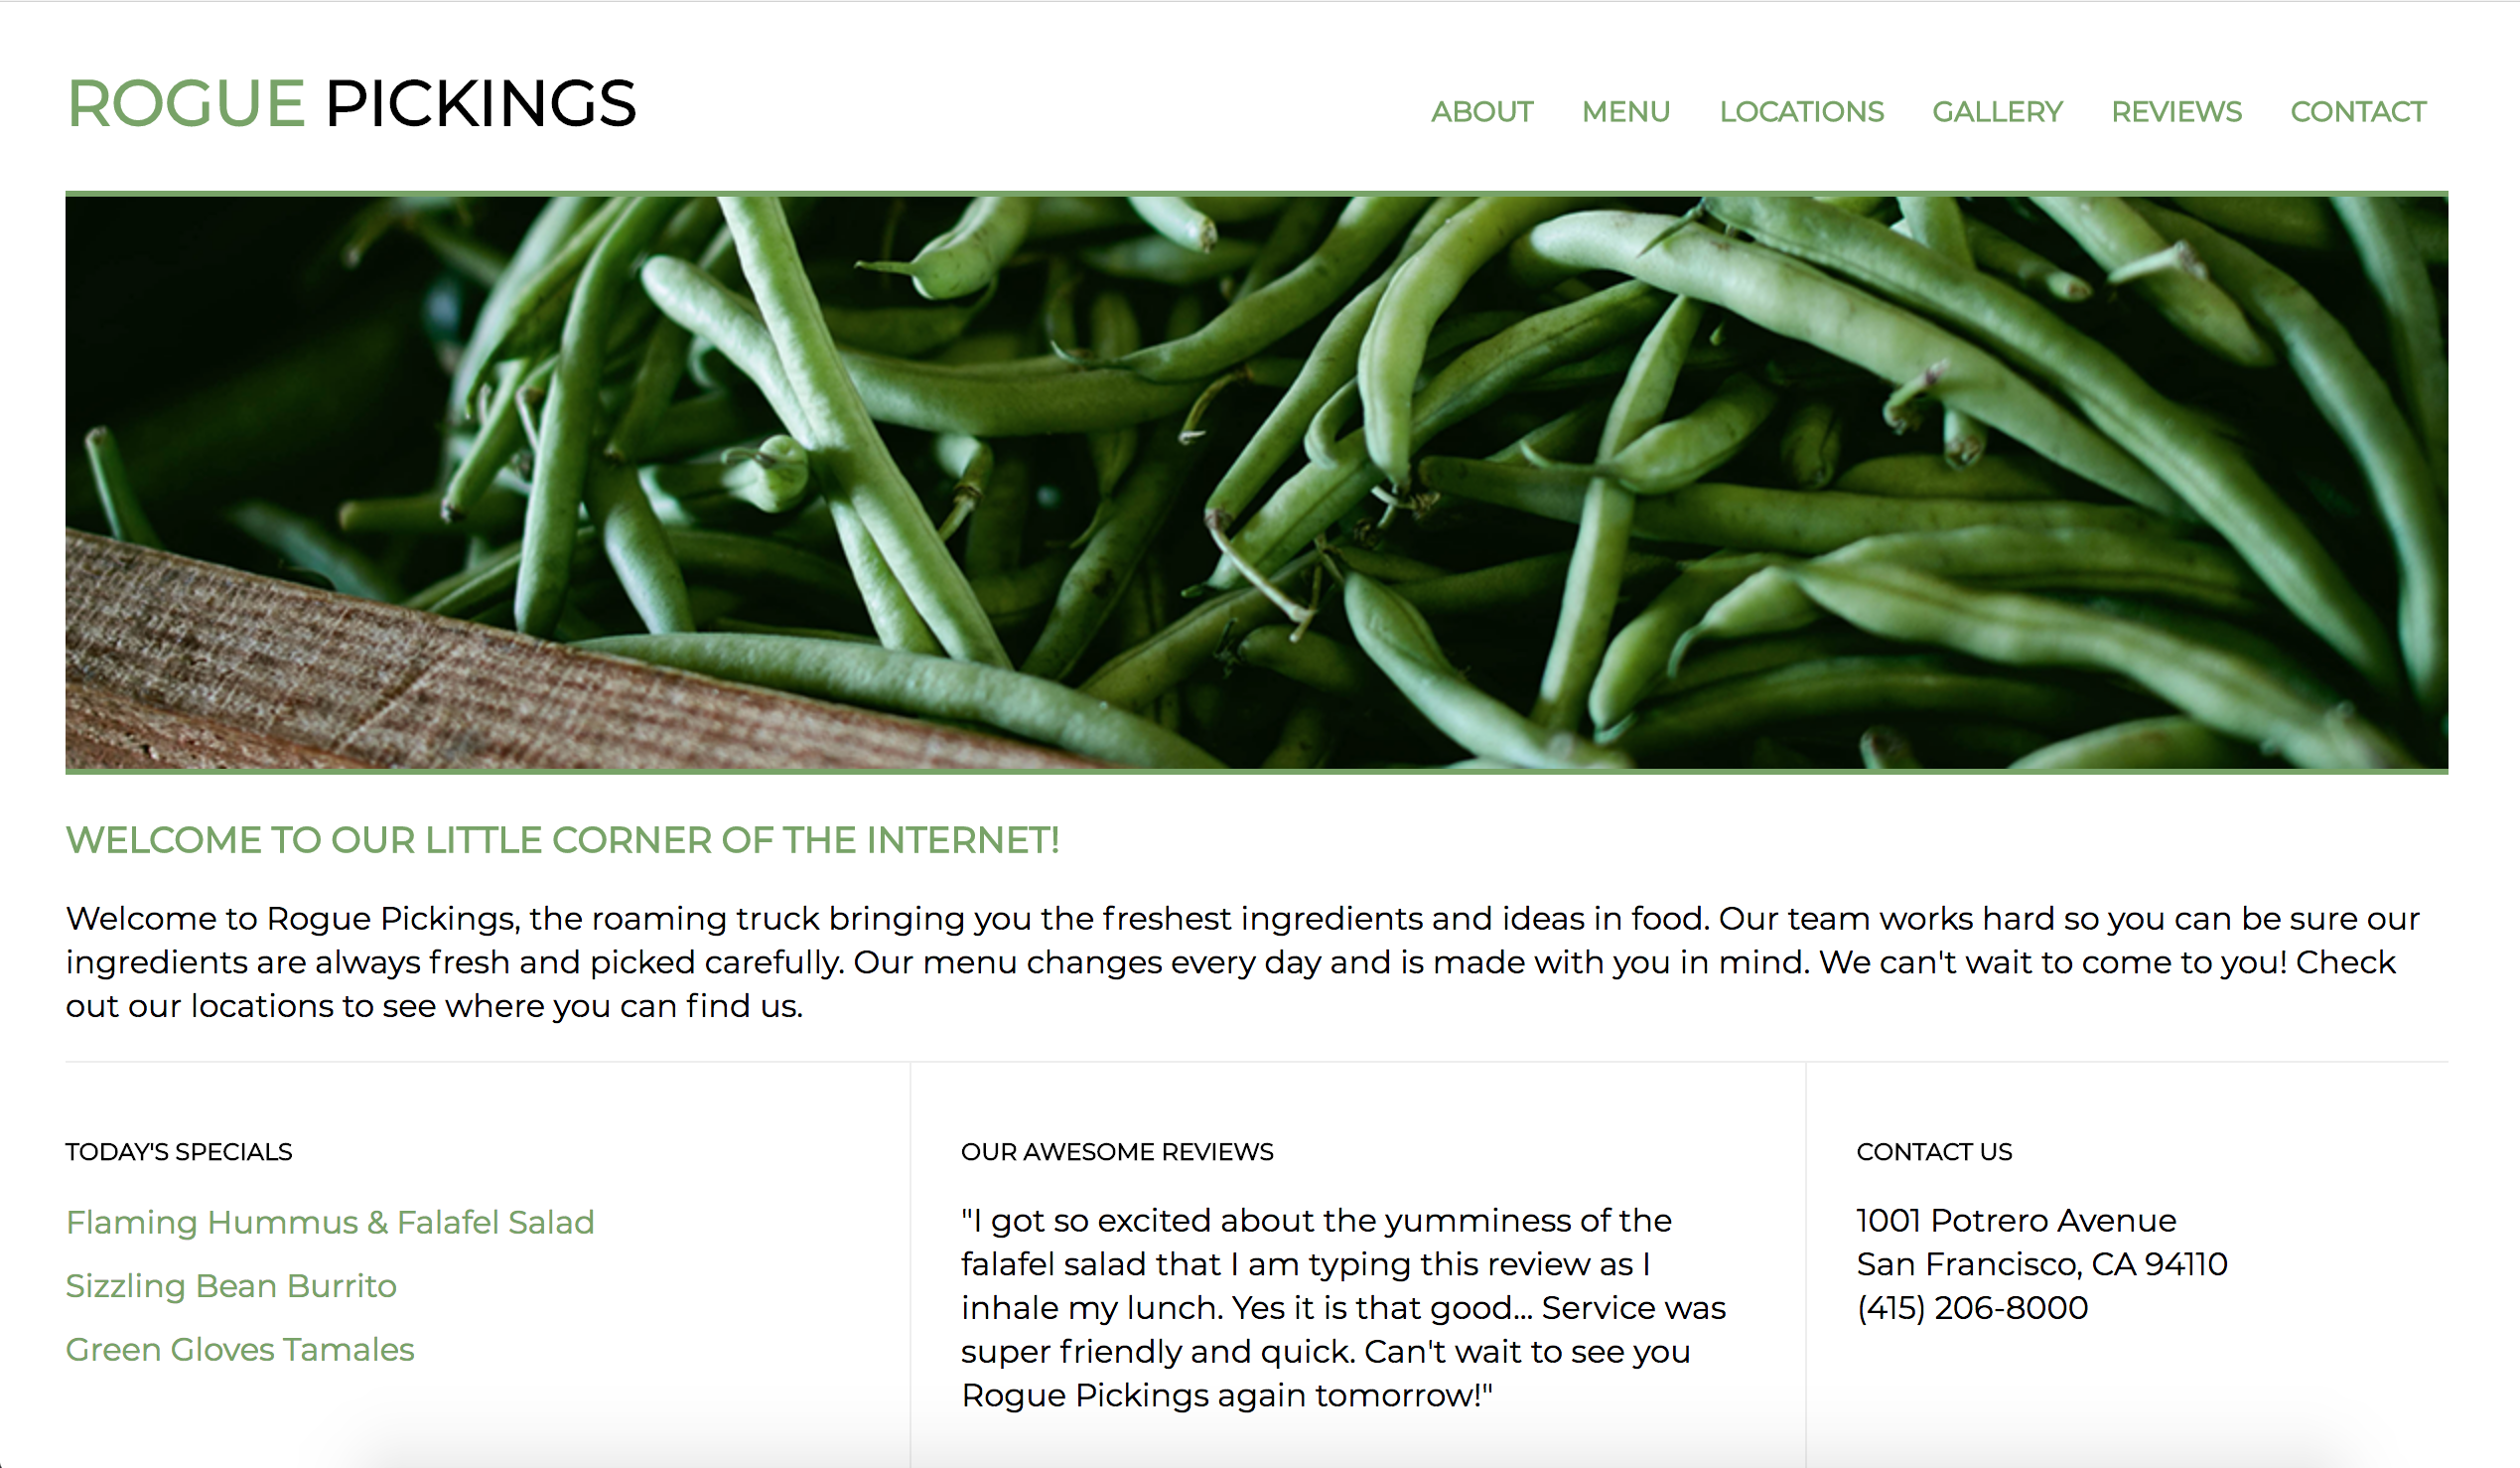 ROGUE PICKINGS
ABOUT MENU LOCATIONS GALLERY REVIEWS CONTACT
WELCOME TO OUR LITTLE CORNER OF THE INTERNET!
Welcome to Rogue Pickings, the roaming truck bringing you the freshest ingredients and ideas in food. Our team works hard so you can be sure our
ingredients are always fresh and picked carefully. Our menu changes every day and is made with you in mind. We can't wait to come to you! Check
out our locations to see where you can find us.
TODAY'S SPECIALS
Flaming Hummus & Falafel Salad
Sizzling Bean Burrito
Green Gloves Tamales
OUR AWESOME REVIEWS
"I got so excited about the yumminess of the
falafel salad that I am typing this review as I
inhale my lunch. Yes it is that good... Service was
super friendly and quick. Can't wait to see you
Rogue Pickings again tomorrow!"
CONTACT US
1001 Potrero Avenue
San Francisco, CA 94110
(415) 206-8000